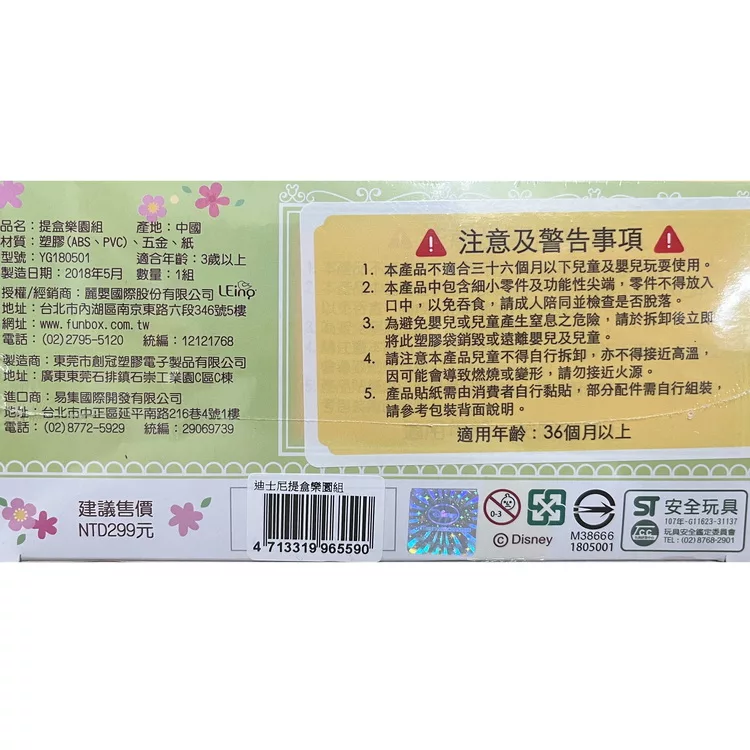 品名：提盒樂園組 產地：中國
材質：塑膠(ABS、PVC)、五金、紙
型號：YG180501 適合年齡：3歲以上
製造日期：2018年5月 數量：1組
授權/經銷商：麗嬰國際股份有限公司 LEing
地址：台北市內湖區南京東路六段346號5樓
網址：www.funbox.com.tw
電話：(02)2795-5120 統編：12121768
製造商：東莞市創冠塑膠電子製品有限公司
地址：廣東東莞石排鎮石崇工業園C區C棟
進口商：易集國際開發有限公司
地址：台北市中正區延平南路216巷4號1樓
電話：(02)8772-5929 統編：29069739
注意及警告事項
1. 本產品不適合三十六個月以下兒童及嬰兒玩耍使用。
2. 本產品中包含細小零件及功能性尖端，零件不得放入
口中，以免吞食，請成人陪同並檢查是否脫落。
3. 為避免嬰兒或兒童產生窒息之危險，請於拆卸後立即
將此塑膠袋銷毀或遠離嬰兒及兒童。
4. 請注意本產品兒童不得自行拆卸，亦不得接近高溫，
因可能會導致燃燒或變形，請勿接近火源。
5. 產品貼紙需由消費者自行黏貼，部分配件需自行組裝，
請參考包裝背面說明。
適用年齡：36個月以上
建議售價
NTD299元
迪士尼提盒樂園組
4 713319 965590
0-3
©Disney
M38666
1805001
ST 安全玩具
107年-G11623-31137
玩具安全鑑定委員會
TEL：(02)8768-2901